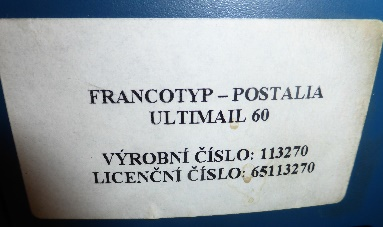 FRANCOTYP – POSTALIA
ULTIMAIL 60
VÝROBNÍ ČÍSLO: 113270
LICENČNÍ ČÍSLO: 65113270